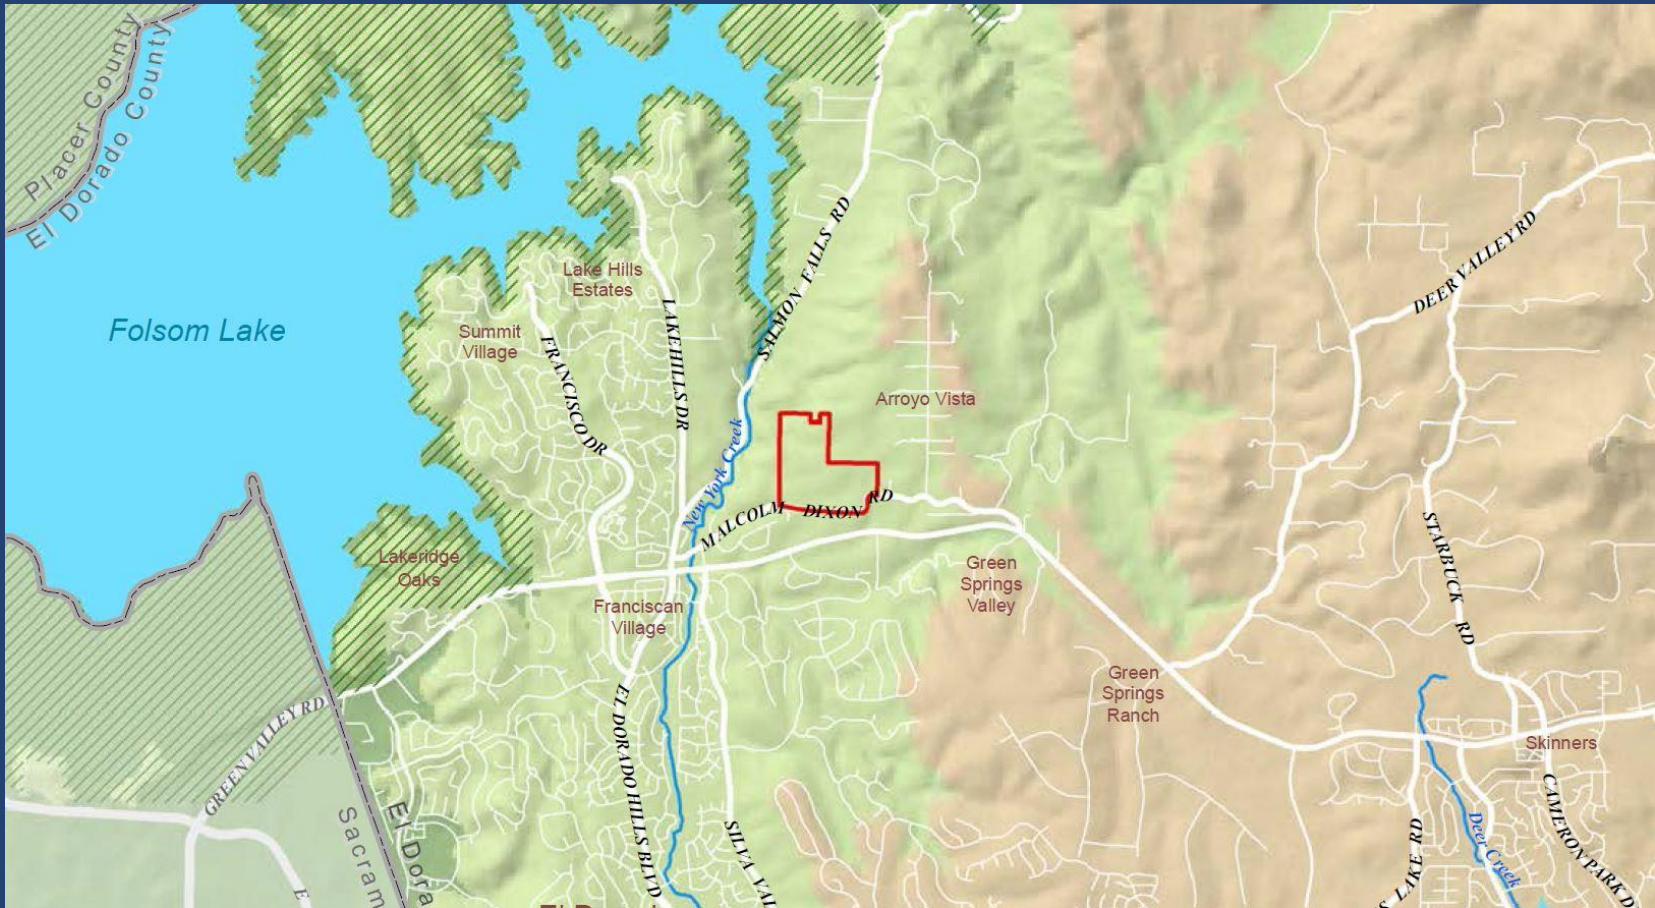 Placer County
El Dorado County
Folsom Lake
Lake Hills
Estates
Summit
Village
FRANCISCO DR
LAKEHILLS DR
SALMON FALLS RD
New York Creek
Arroyo Vista
MALCOLM DIXON RD
DEER VALLEY RD
STARBUCK RD
Lakeridge
Oaks
Franciscan
Village
Green
Springs
Valley
Green
Springs
Ranch
Skinners
GREEN VALLEY RD
EL DORADO HILLS BLVD
SILVA VAL
El Dora
Sacram
E
S LAKE RD
Deer Creek
CAMERON PARK D